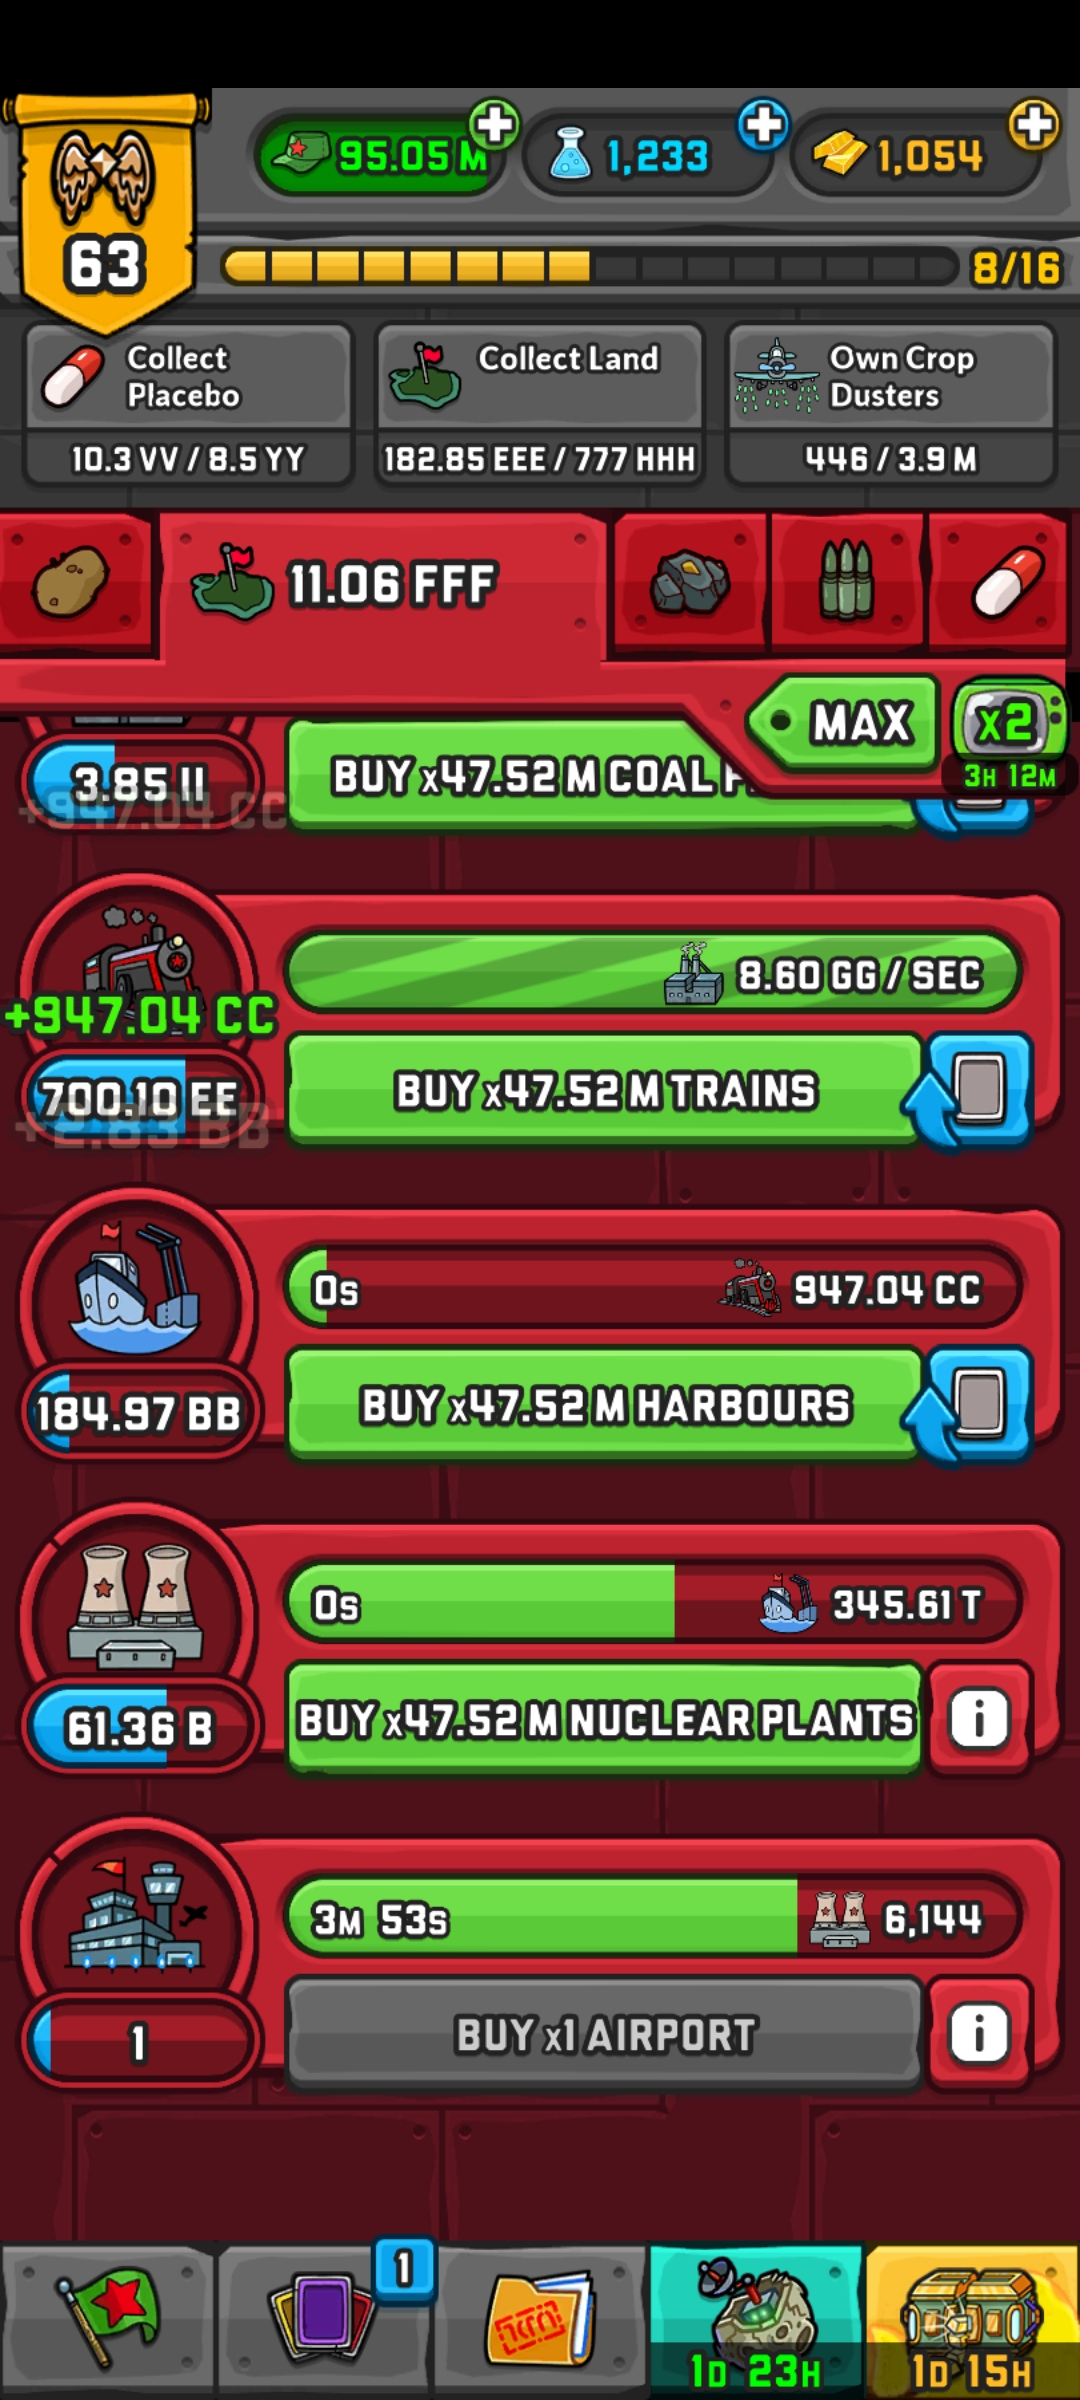 95.05 M
1,233
1,054
63
8/16
Collect
Placebo
10.3 VV / 8.5 YY
Collect Land
182.85 EEE / 777 HHH
Own Crop
Dusters
446 / 3.9 M
11.06 FFF
MAX
X2
3H 12M
3.85 II
BUY x47.52 M COAL
+947.04 CC
8.60 GG / SEC
+947.04 CC
700.10 EE
BUY x47.52 M TRAINS
+2.83 BB
0s
947.04 CC
184.97 BB
BUY x47.52 M HARBOURS
0s
345.61 T
61.36 B
BUY x47.52 M NUCLEAR PLANTS
i
3M 53s
6,144
1
BUY x1 AIRPORT
i
1
1D 23H
1D 15H